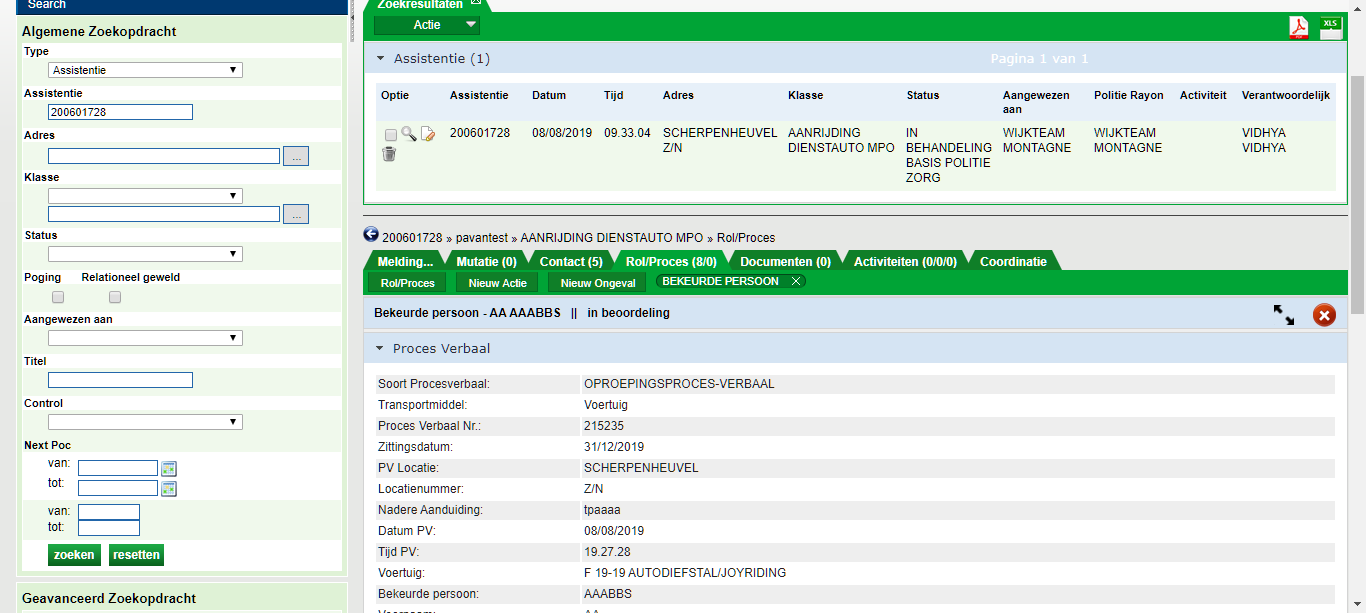 Search
Algemene Zoekopdracht
Type
Assistentie
Assistentie
200601728
Adres
...
Klasse
...
Status
Poging Relationeel geweld
Aangewezen aan
Titel
Control
Next Poc
van:
tot:
van:
tot:
zoeken resetten
Geavanceerd Zoekopdracht
Zoekresultaten
Actie
PDF XLS
Assistentie (1) Pagina 1 van 1
Optie Assistentie Datum Tijd Adres Klasse Status Aangewezen aan Politie Rayon Activiteit Verantwoordelijk
200601728 08/08/2019 09.33.04 SCHERPENHEUVEL AANRIJDING IN WIJKTEAM WIJKTEAM VIDHYA
Z/N DIENSTAUTO MPO BEHANDELING MONTAGNE MONTAGNE VIDHYA
BASIS POLITIE
ZORG
200601728 » pavantest » AANRIJDING DIENSTAUTO MPO » Rol/Proces
Melding... Mutatie (0) Contact (5) Rol/Proces (8/0) Documenten (0) Activiteiten (0/0/0) Coordinatie
Rol/Proces Nieuw Actie Nieuw Ongeval BEKEURDE PERSOON X
Bekeurde persoon - AA AAABBS || in beoordeling
Proces Verbaal
Soort Procesverbaal: OPROEPINGSPROCES-VERBAAL
Transportmiddel: Voertuig
Proces Verbaal Nr.: 215235
Zittingsdatum: 31/12/2019
PV Locatie: SCHERPENHEUVEL
Locatienummer: Z/N
Nadere Aanduiding: tpaaaa
Datum PV: 08/08/2019
Tijd PV: 19.27.28
Voertuig: F 19-19 AUTODIEFSTAL/JOYRIDING
Bekeurde persoon: AAABBS